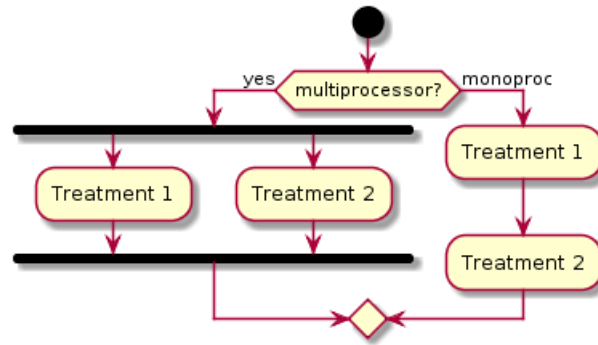 yes
multiprocessor?
monoproc
Treatment 1
Treatment 2
Treatment 1
Treatment 2